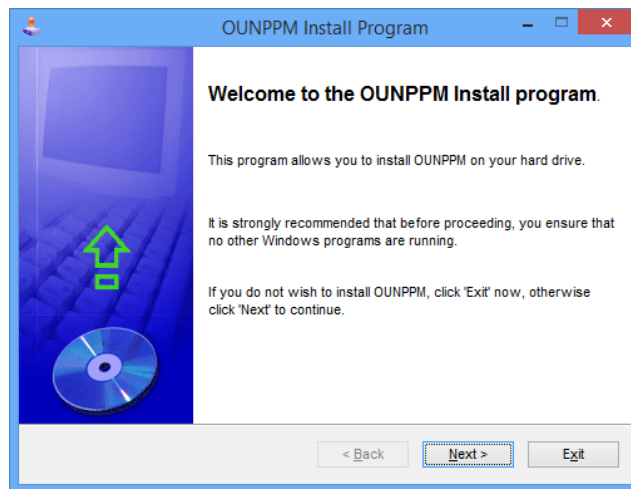 OUNPPM Install Program
Welcome to the OUNPPM Install program.
This program allows you to install OUNPPM on your hard drive.
It is strongly recommended that before proceeding, you ensure that
no other Windows programs are running.
If you do not wish to install OUNPPM, click 'Exit' now, otherwise
click 'Next' to continue.
< Back Next > Exit